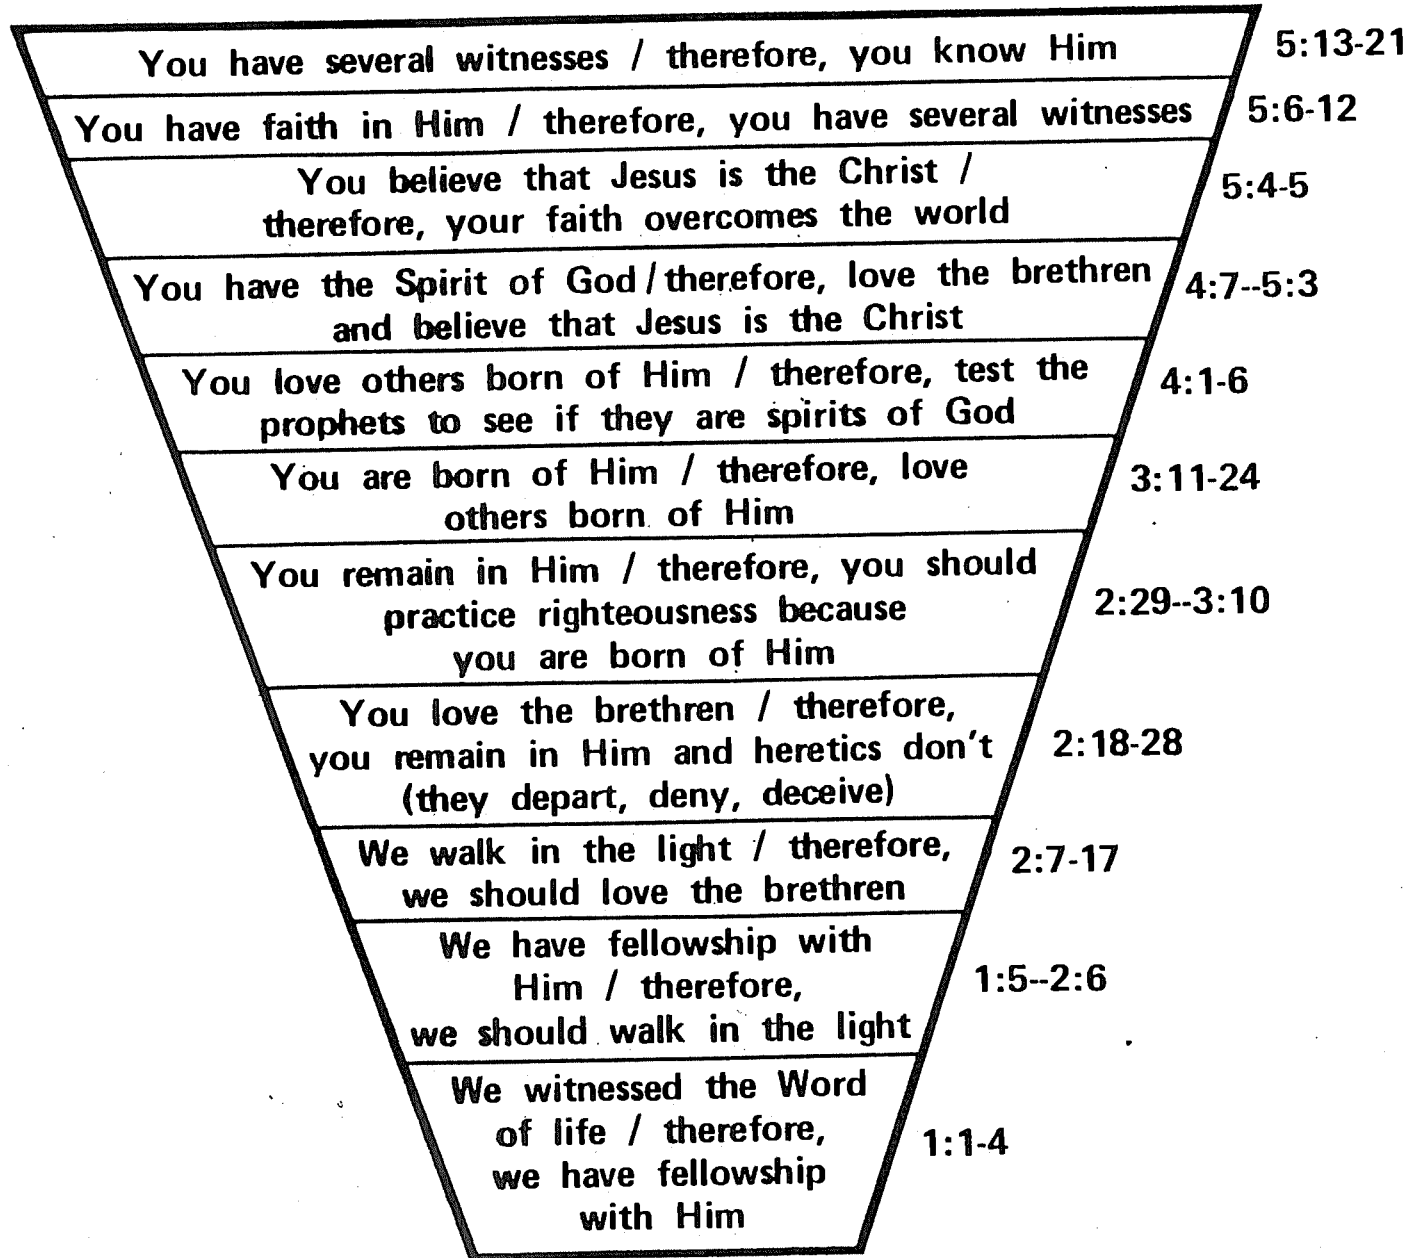 You have several witnesses / therefore, you know Him 5:13-21
You have faith in Him / therefore, you have several witnesses 5:6-12
You believe that Jesus is the Christ /
therefore, your faith overcomes the world 5:4-5
You have the Spirit of God / therefore, love the brethren
and believe that Jesus is the Christ 4:7--5:3
You love others born of Him / therefore, test the
prophets to see if they are spirits of God 4:1-6
You are born of Him / therefore, love
others born of Him 3:11-24
You remain in Him / therefore, you should
practice righteousness because
you are born of Him 2:29--3:10
You love the brethren / therefore,
you remain in Him and heretics don't
(they depart, deny, deceive) 2:18-28
We walk in the light / therefore,
we should love the brethren 2:7-17
We have fellowship with
Him / therefore,
we should walk in the light 1:5--2:6
We witnessed the Word
of life / therefore,
we have fellowship
with Him 1:1-4